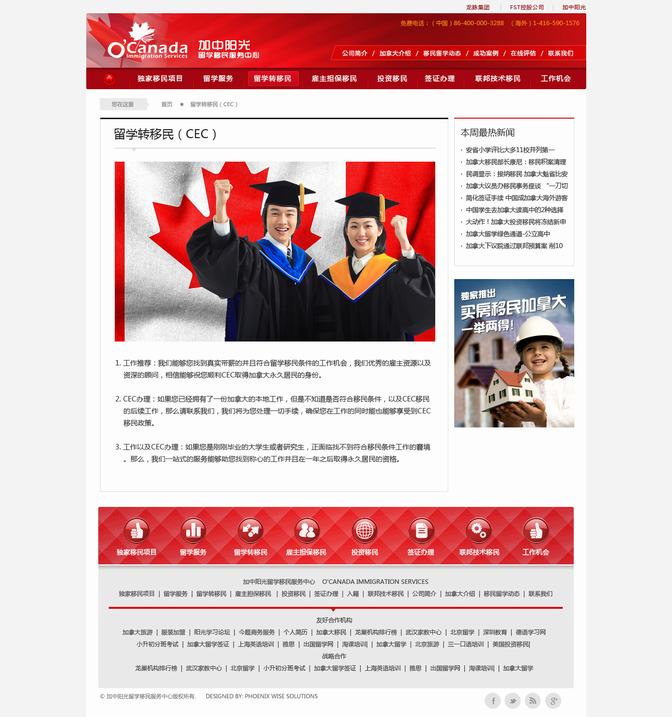 龙脉集团 | FST控股公司 | 加中阳光
免费电话：（中国）86-400-000-3288 （海外）1-416-590-1576
O'Canada
Immigration Services
加中阳光
留学移民服务中心
公司简介 / 加拿大介绍 / 移民留学动态 / 成功案例 / 在线评估 / 联系我们
独家移民项目 留学服务 留学转移民 雇主担保移民 投资移民 签证办理 联邦技术移民 工作机会
您在这里 首页 留学转移民（CEC）
留学转移民（CEC）
1. 工作推荐：我们能够您找到真实带薪的并且符合留学移民条件的工作机会，我们优秀的雇主资源以及
资深的顾问，相信能够祝您顺利CEC取得加拿大永久居民的身份。
2. CEC办理：如果您已经拥有了一份加拿大的本地工作，但是不知道是否符合移民条件，以及CEC移民
的后续工作，那么请联系我们，我们将为您处理一切手续，确保您在工作的同时能也能够享受到CEC
移民政策。
3. 工作以及CEC办理：如果您是刚刚毕业的大学生或者研究生，正面临找不到符合移民条件工作的窘境
。那么，我们一站式的服务能够助您找到称心的工作并且在一年之后取得永久居民的资格。
本周最热新闻
安省小学评比大多11校并列第一
加拿大移民部长康尼：移民积案清理
民调显示：接纳移民 加拿大魁省比安
加拿大议员办移民事务座谈 “一刀切
简化签证手续 中国成加拿大海外游客
中国学生去加拿大读高中的2种选择
大动作！加拿大投资移民将冻结新申
加拿大留学绿色通道-公立高中
加拿大下议院通过联邦预算案 削10
独家推出
买房移民加拿大
一举两得!
独家移民项目 留学服务 留学转移民 雇主担保移民 投资移民 签证办理 联邦技术移民 工作机会
加中阳光留学移民服务中心 O'CANADA IMMIGRATION SERVICES
独家移民项目 | 留学服务 | 留学转移民 | 雇主担保移民 | 投资移民 | 签证办理 | 入籍 | 联邦技术移民 | 公司简介 | 加拿大介绍 | 移民留学动态 | 联系我们
友好合作机构
加拿大旅游 | 服装加盟 | 阳光学习论坛 | 今题商务服务 | 个人简历 | 加拿大移民 | 龙巢机构排行榜 | 武汉家教中心 | 北京留学 | 深圳教育 | 德语学习网
小升初分班考试 | 加拿大留学签证 | 上海英语培训 | 雅思 | 出国留学网 | 淘课培训| | 加拿大留学 | 北京旅游 | 三一口语培训 | 美国投资移民|
战略合作
龙巢机构排行榜 | 武汉家教中心 | 北京留学 | 小升初分班考试 | 加拿大留学签证 | 上海英语培训 | 雅思 | 出国留学网 | 淘课培训| | 加拿大留学
© 加中阳光留学移民服务中心版权所有. DESIGNED BY: PHOENIX WISE SOLUTIONS